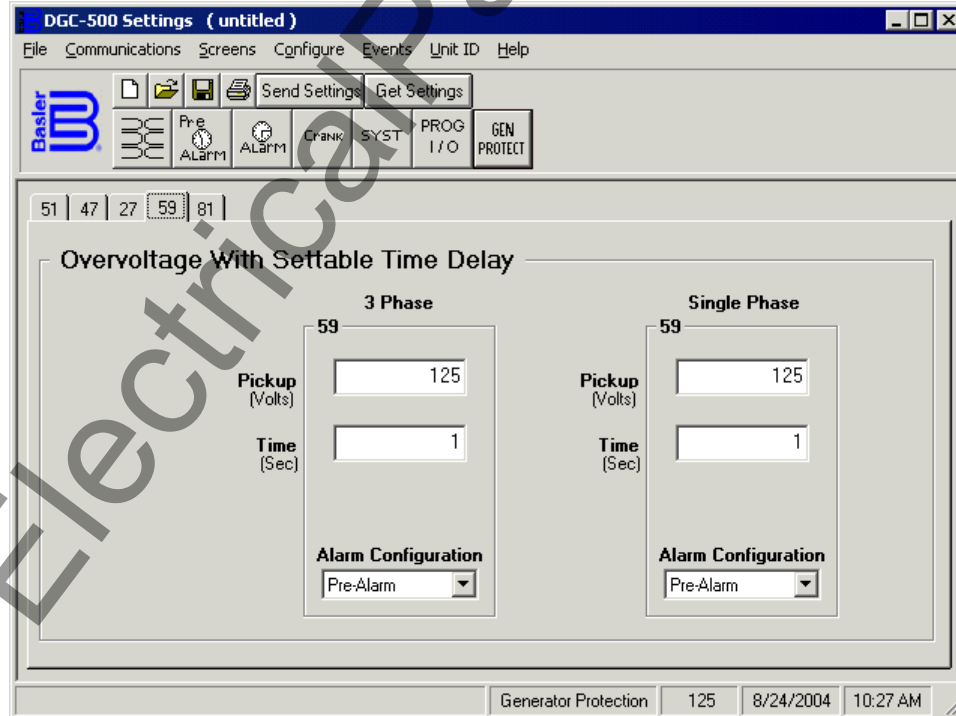 DGC-500 Settings ( untitled )
File Communications Screens Configure Events Unit ID Help
Basler
Send Settings Get Settings
Pre ALarm
ALarm
Crank
SYST
PROG I/O
GEN PROTECT
51 47 27 59 81
Overvoltage With Settable Time Delay
3 Phase Single Phase
59 59
Pickup 125 Pickup 125
(Volts) (Volts)
Time 1 Time 1
(Sec) (Sec)
Alarm Configuration Alarm Configuration
Pre-Alarm Pre-Alarm
Generator Protection 125 8/24/2004 10:27 AM